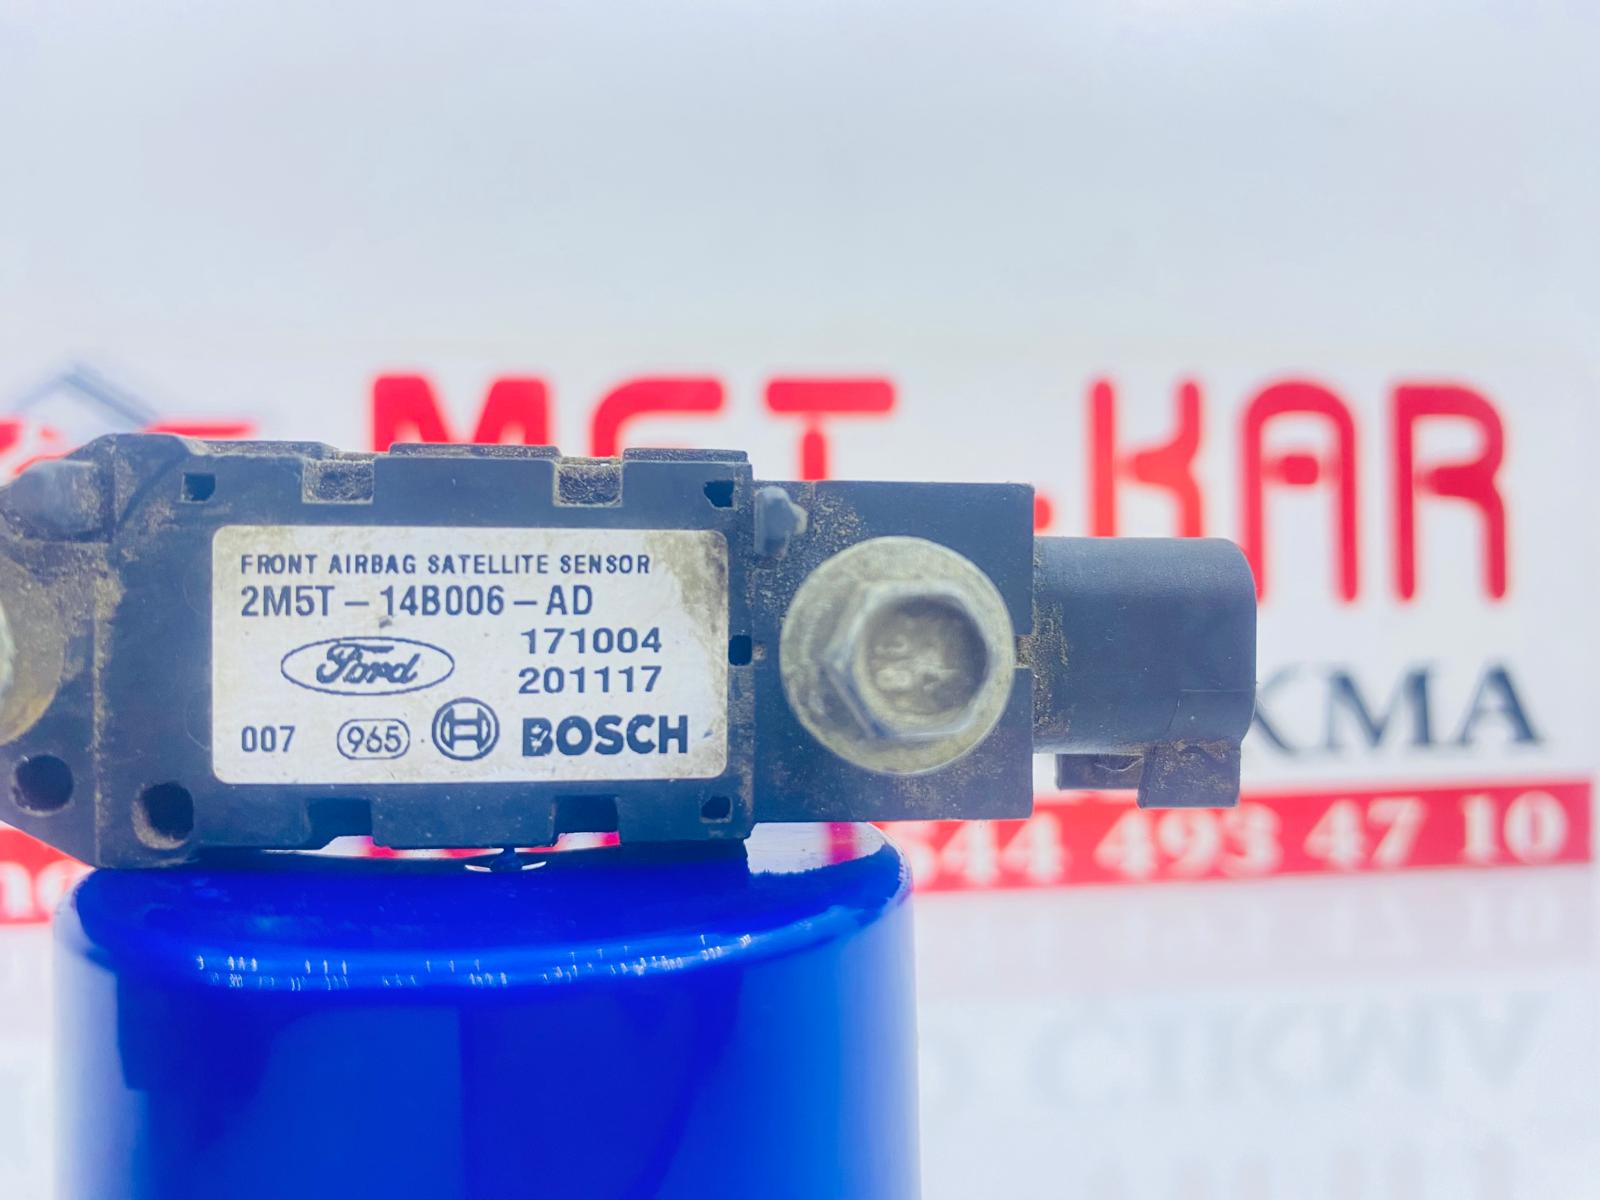 MET.KAR
FRONT AIRBAG SATELLITE SENSOR
2M5T-14B006-AD
171004
Ford
201117
007 965 BOSCH
KMA
544 493 47 10